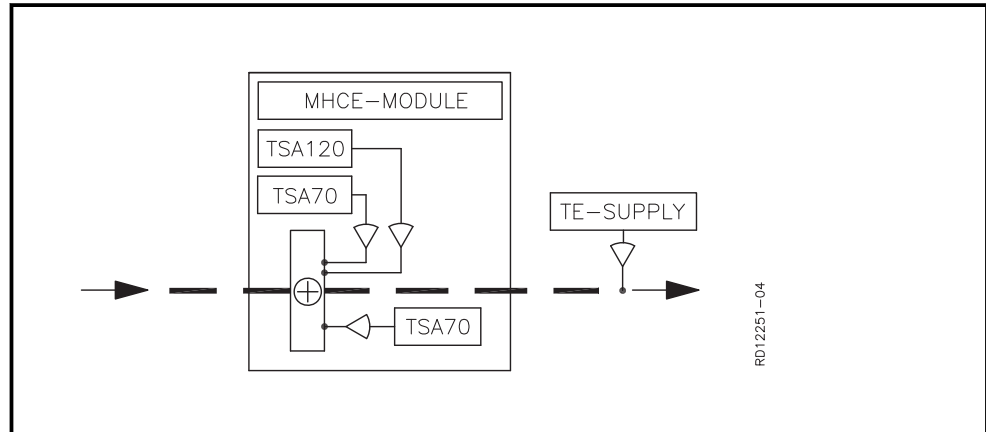 MHCE-MODULE
TSA120
TSA70
TE-SUPPLY
TSA70
RD12251-04